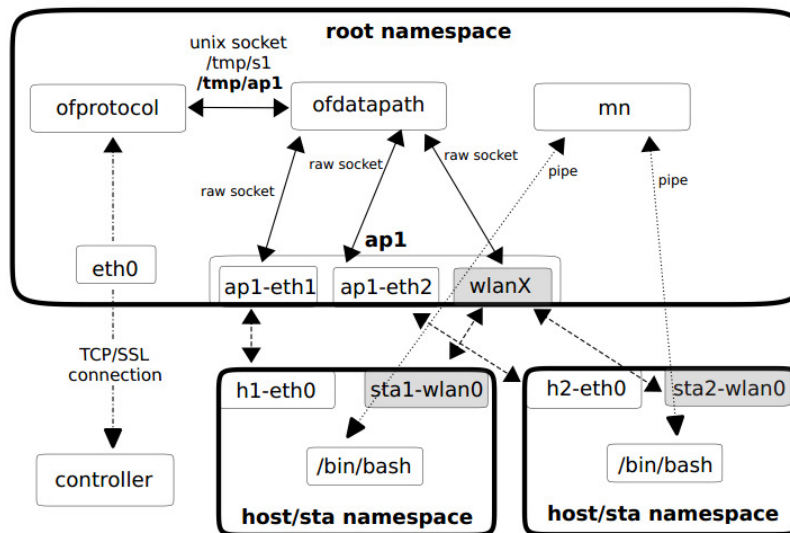 root namespace
unix socket
/tmp/s1
/tmp/ap1
ofprotocol
ofdatapath
mn
raw socket
raw socket
raw socket
pipe
pipe
ap1
eth0
ap1-eth1
ap1-eth2
wlanX
TCP/SSL
connection
h1-eth0
sta1-wlan0
h2-eth0
sta2-wlan0
controller
/bin/bash
/bin/bash
host/sta namespace
host/sta namespace